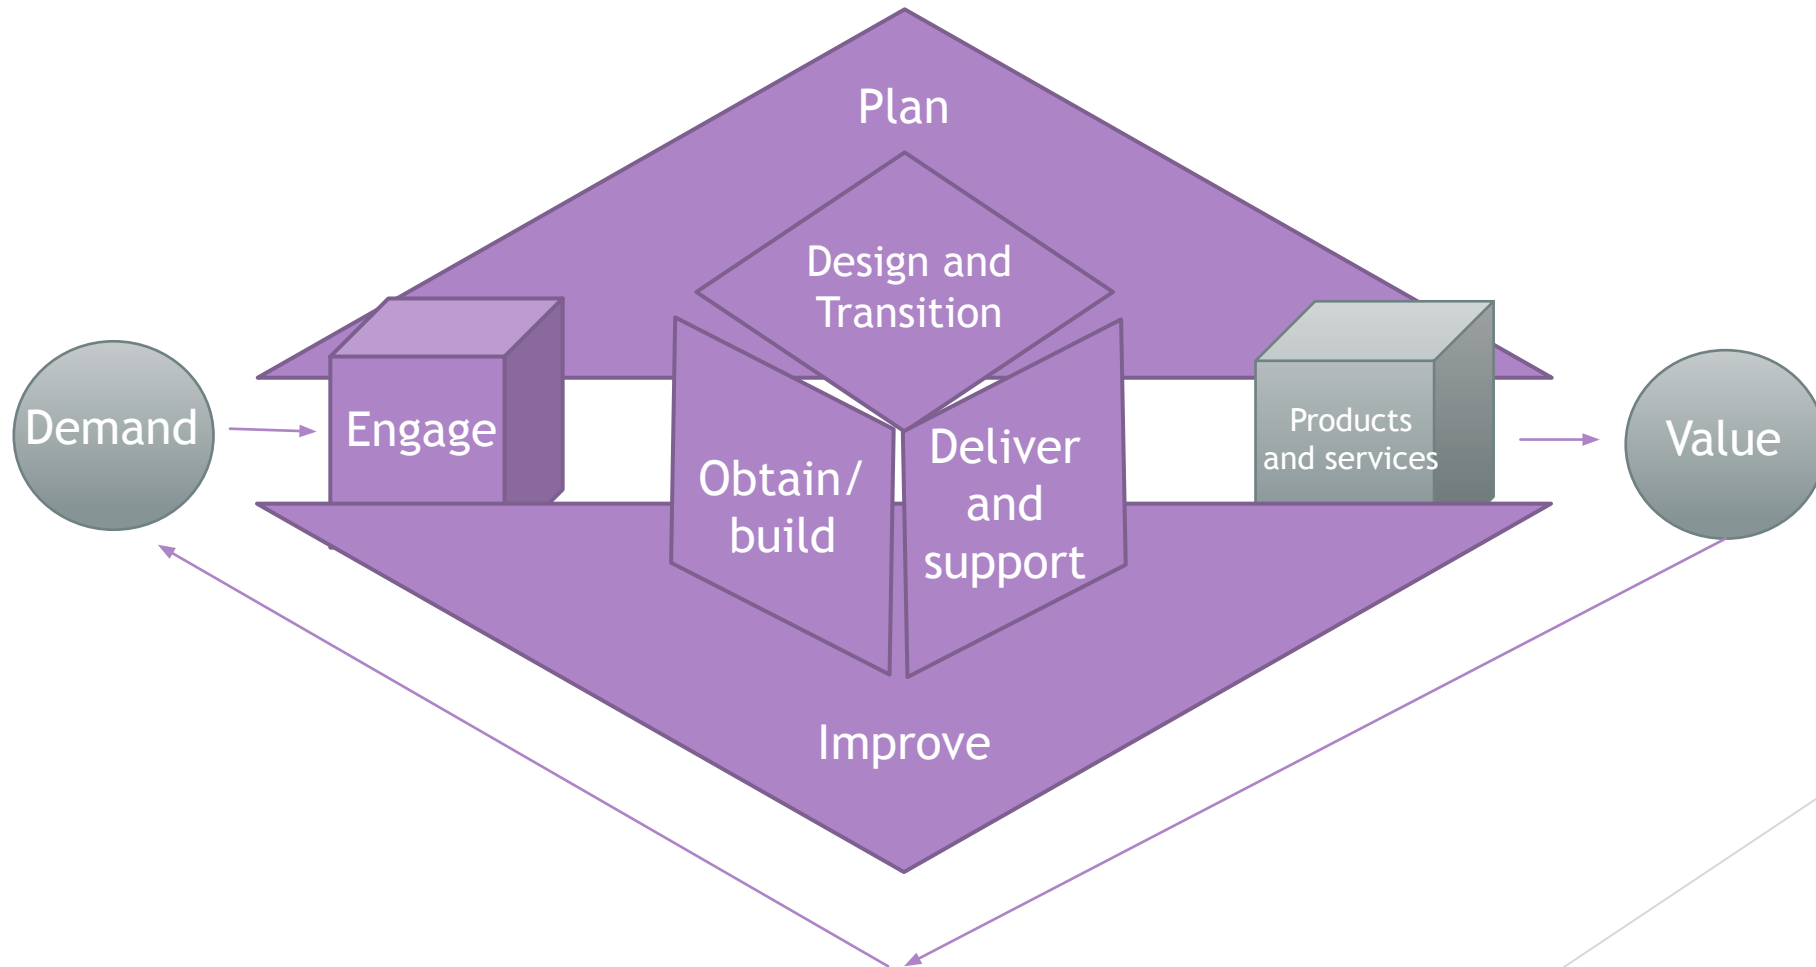 Plan
Design and
Transition
Demand
Engage
Obtain/
build
Deliver
and
support
Products
and services
Value
Improve